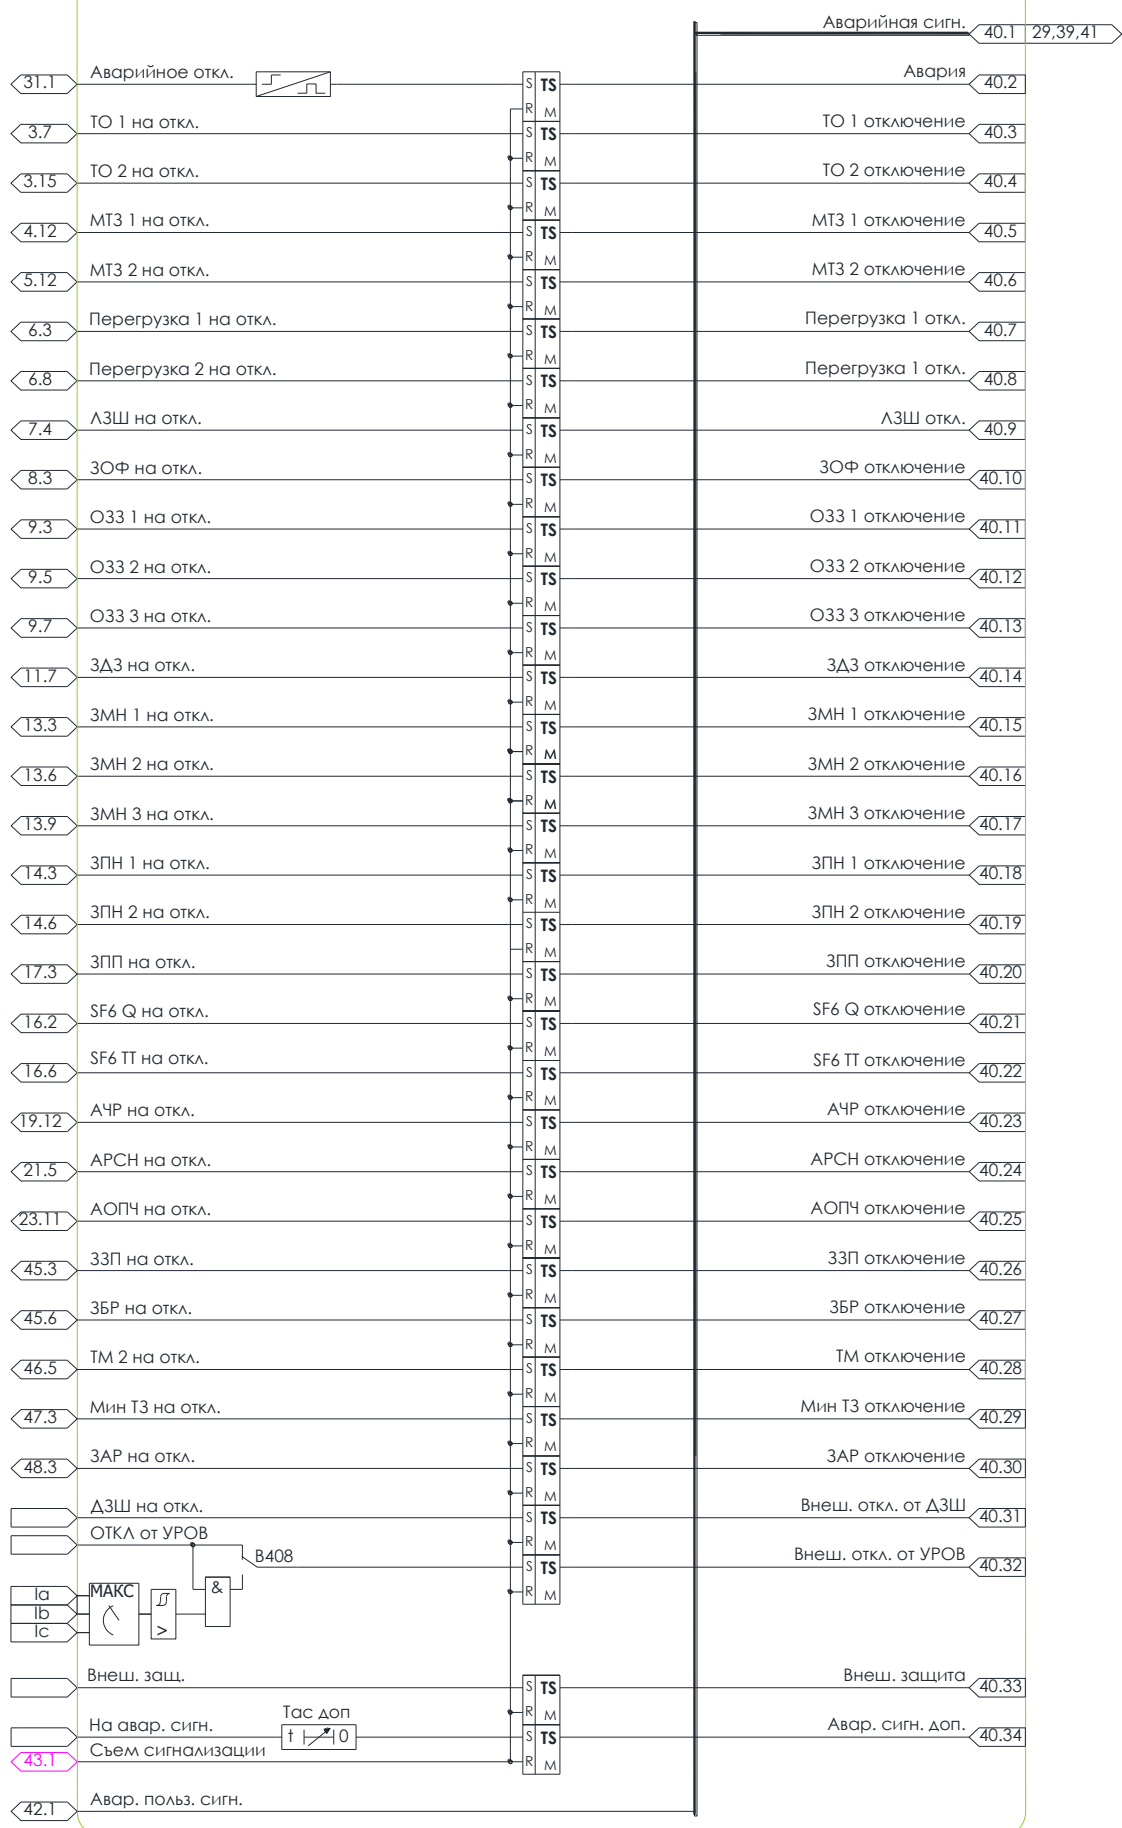 Аварийная сигн. 40.1 29,39,41
31.1 Аварийное откл. S TS Авария 40.2
R M
3.7 ТО 1 на откл. S TS ТО 1 отключение 40.3
R M
3.15 ТО 2 на откл. S TS ТО 2 отключение 40.4
R M
4.12 МТЗ 1 на откл. S TS МТЗ 1 отключение 40.5
R M
5.12 МТЗ 2 на откл. S TS МТЗ 2 отключение 40.6
R M
6.3 Перегрузка 1 на откл. S TS Перегрузка 1 откл. 40.7
R M
6.8 Перегрузка 2 на откл. S TS Перегрузка 1 откл. 40.8
R M
7.4 ЛЗШ на откл. S TS ЛЗШ откл. 40.9
R M
8.3 ЗОФ на откл. S TS ЗОФ отключение 40.10
R M
9.3 ОЗЗ 1 на откл. S TS ОЗЗ 1 отключение 40.11
R M
9.5 ОЗЗ 2 на откл. S TS ОЗЗ 2 отключение 40.12
R M
9.7 ОЗЗ 3 на откл. S TS ОЗЗ 3 отключение 40.13
R M
11.7 ЗДЗ на откл. S TS ЗДЗ отключение 40.14
R M
13.3 ЗМН 1 на откл. S TS ЗМН 1 отключение 40.15
R M
13.6 ЗМН 2 на откл. S TS ЗМН 2 отключение 40.16
R M
13.9 ЗМН 3 на откл. S TS ЗМН 3 отключение 40.17
R M
14.3 ЗПН 1 на откл. S TS ЗПН 1 отключение 40.18
R M
14.6 ЗПН 2 на откл. S TS ЗПН 2 отключение 40.19
R M
17.3 ЗПП на откл. S TS ЗПП отключение 40.20
R M
16.2 SF6 Q на откл. S TS SF6 Q отключение 40.21
R M
16.6 SF6 ТТ на откл. S TS SF6 ТТ отключение 40.22
R M
19.12 АЧР на откл. S TS АЧР отключение 40.23
R M
21.5 АРСН на откл. S TS АРСН отключение 40.24
R M
23.11 АОПЧ на откл. S TS АОПЧ отключение 40.25
R M
45.3 ЗЗП на откл. S TS ЗЗП отключение 40.26
R M
45.6 ЗБР на откл. S TS ЗБР отключение 40.27
R M
46.5 ТМ 2 на откл. S TS ТМ отключение 40.28
R M
47.3 Мин ТЗ на откл. S TS Мин ТЗ отключение 40.29
R M
48.3 ЗАР на откл. S TS ЗАР отключение 40.30
R M
ДЗШ на откл. S TS Внеш. откл. от ДЗШ 40.31
ОТКЛ от УРОВ R M
В408 S TS Внеш. откл. от УРОВ 40.32
Ia МАКС & R M
Ib
Ic >
Внеш. защ. S TS Внеш. защита 40.33
Тас доп R M
На авар. сигн. t 0 S TS Авар. сигн. доп. 40.34
43.1 Съем сигнализации R M
42.1 Авар. польз. сигн.